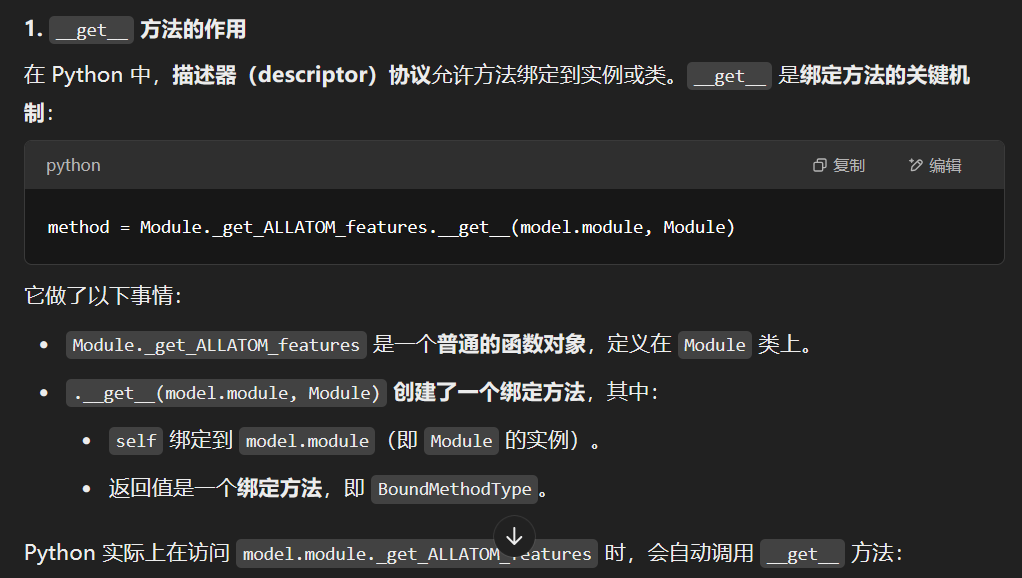 1. __get__ 方法的作用
在 Python 中，描述器（descriptor）协议允许方法绑定到实例或类。 __get__ 是绑定方法的关键机
制：
python 复制 编辑
method = Module._get_ALLATOM_features.__get__(model.module, Module)
它做了以下事情：
• Module._get_ALLATOM_features 是一个普通的函数对象，定义在 Module 类上。
• .__get__(model.module, Module) 创建了一个绑定方法，其中：
• self 绑定到 model.module （即 Module 的实例）。
• 返回值是一个绑定方法，即 BoundMethodType 。
Python 实际上在访问 model.module._get_ALLATOM_features 时，会自动调用 __get__ 方法：